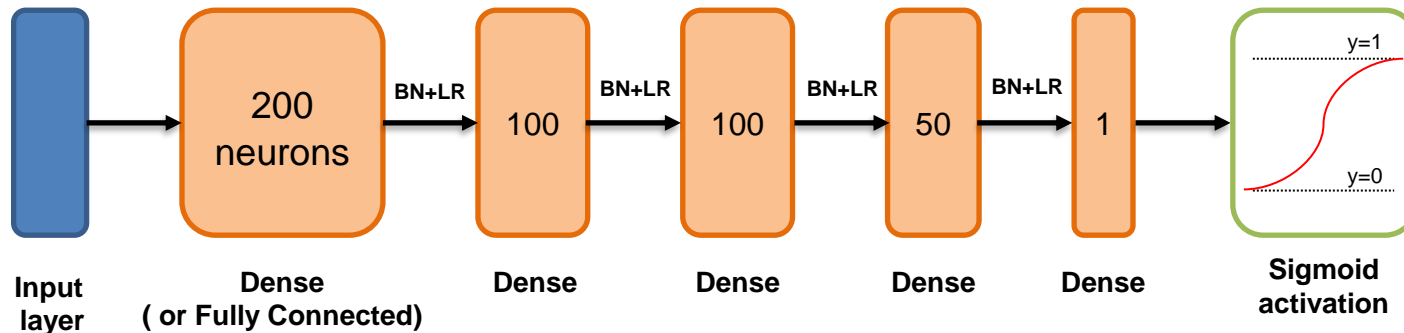 200
neurons
BN+LR
100
BN+LR
100
BN+LR
50
BN+LR
1
y=1
y=0
Input
layer
Dense
( or Fully Connected)
Dense
Dense
Dense
Dense
Sigmoid
activation